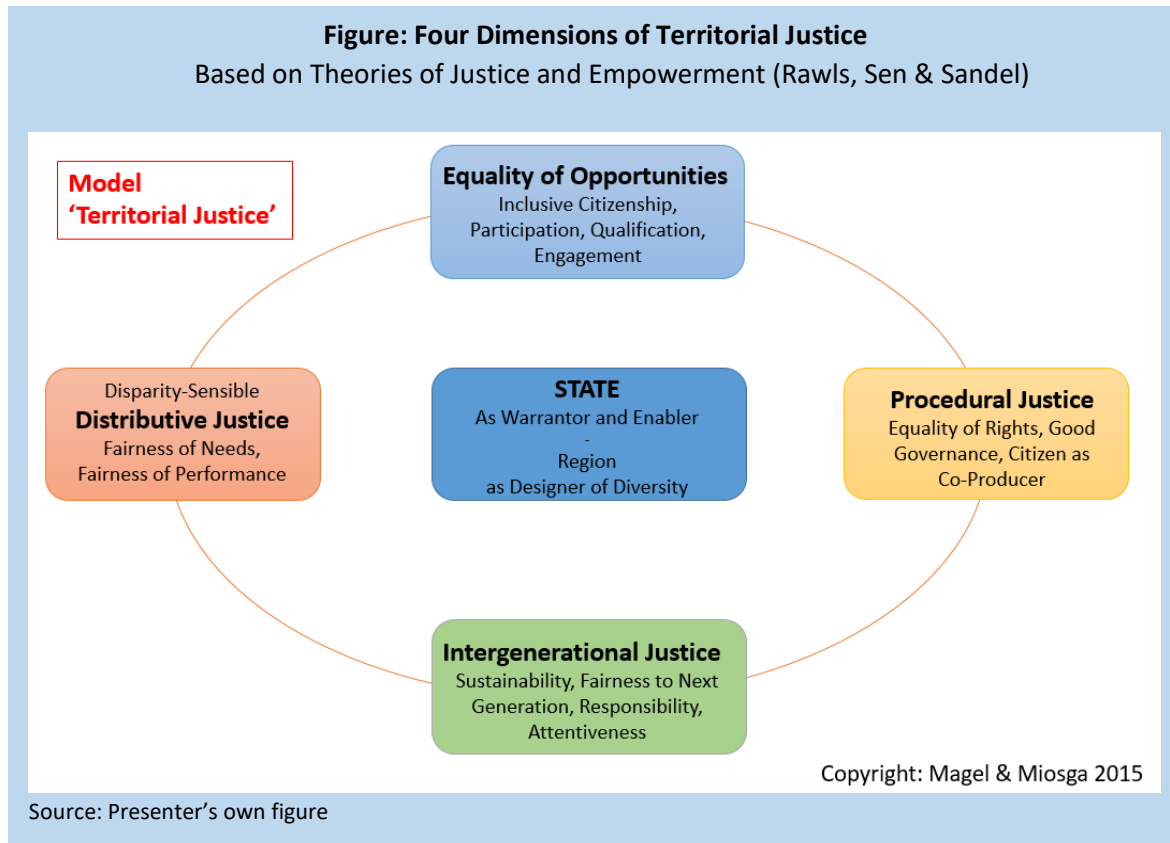 Figure: Four Dimensions of Territorial Justice
Based on Theories of Justice and Empowerment (Rawls, Sen & Sandel)
Model
‘Territorial Justice’
Equality of Opportunities
Inclusive Citizenship,
Participation, Qualification,
Engagement
Disparity-Sensible
Distributive Justice
Fairness of Needs,
Fairness of Performance
STATE
As Warrantor and Enabler
-
Region
as Designer of Diversity
Procedural Justice
Equality of Rights, Good
Governance, Citizen as
Co-Producer
Intergenerational Justice
Sustainability, Fairness to Next
Generation, Responsibility,
Attentiveness
Copyright: Magel & Miosga 2015
Source: Presenter’s own figure